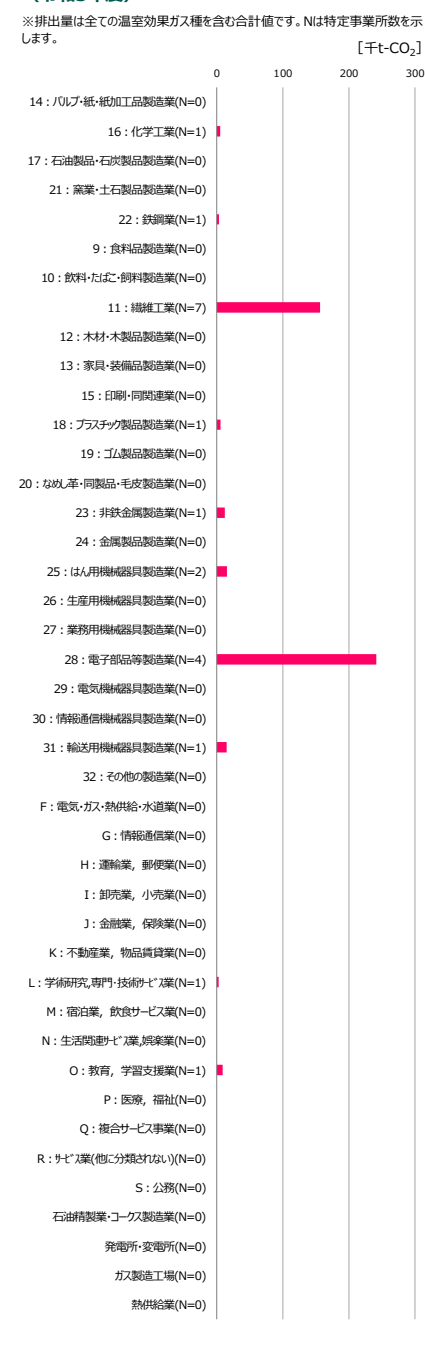 ※排出量は全ての温室効果ガス種を含む合計値です。Nは特定事業所数を示
します。
[千t-CO₂]
0 100 200 300
14：パルプ・紙・紙加工品製造業(N=0)
16：化学工業(N=1)
17：石油製品・石炭製品製造業(N=0)
21：窯業・土石製品製造業(N=0)
22：鉄鋼業(N=1)
9：食料品製造業(N=0)
10：飲料・たばこ・飼料製造業(N=0)
11：繊維工業(N=7)
12：木材・木製品製造業(N=0)
13：家具・装備品製造業(N=0)
15：印刷・同関連業(N=0)
18：プラスチック製品製造業(N=1)
19：ゴム製品製造業(N=0)
20：なめし革・同製品・毛皮製造業(N=0)
23：非鉄金属製造業(N=1)
24：金属製品製造業(N=0)
25：はん用機械器具製造業(N=2)
26：生産用機械器具製造業(N=0)
27：業務用機械器具製造業(N=0)
28：電子部品等製造業(N=4)
29：電気機械器具製造業(N=0)
30：情報通信機械器具製造業(N=0)
31：輸送用機械器具製造業(N=1)
32：その他の製造業(N=0)
F：電気・ガス・熱供給・水道業(N=0)
G：情報通信業(N=0)
H：運輸業，郵便業(N=0)
I：卸売業，小売業(N=0)
J：金融業，保険業(N=0)
K：不動産業，物品賃貸業(N=0)
L：学術研究,専門・技術ｻｰﾋﾞｽ業(N=1)
M：宿泊業，飲食サービス業(N=0)
N：生活関連ｻｰﾋﾞｽ業,娯楽業(N=0)
O：教育，学習支援業(N=1)
P：医療，福祉(N=0)
Q：複合サービス事業(N=0)
R：ｻｰﾋﾞｽ業(他に分類されない)(N=0)
S：公務(N=0)
石油精製業・コークス製造業(N=0)
発電所・変電所(N=0)
ガス製造工場(N=0)
熱供給業(N=0)